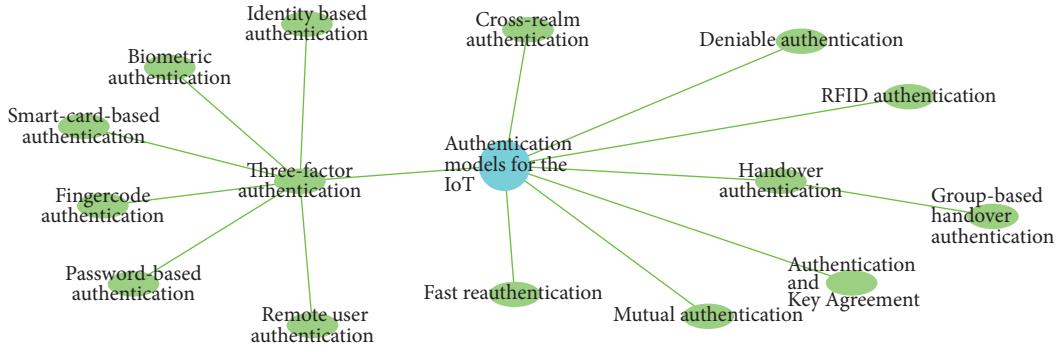 Identity based
authentication
Cross-realm
authentication
Deniable authentication
Biometric
authentication
RFID authentication
Smart-card-based
authentication
Authentication
models for the
IoT
Three-factor
authentication
Handover
authentication
Fingercode
authentication
Group-based
handover
authentication
Password-based
authentication
Authentication
and
Key Agreement
Fast reauthentication
Mutual authentication
Remote user
authentication